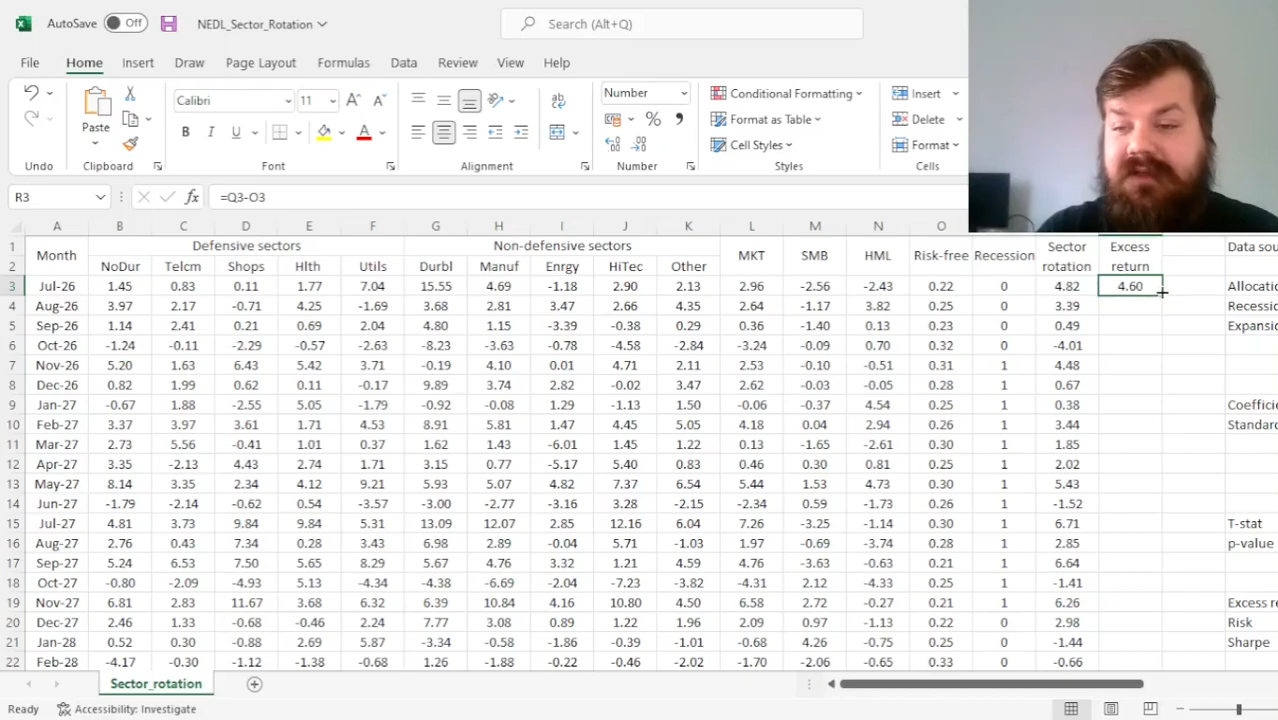 AutoSave Off NEDL_Sector_Rotation Search (Alt+Q)
File Home Insert Draw Page Layout Formulas Data Review View Help
Paste Calibri 11 Number Conditional Formatting Insert
Format as Table Delete
Cell Styles Format
Undo Clipboard Font Alignment Number Styles Cells
R3 =Q3-O3
A B C D E F G H I J K L M N O P Q R
1 Month Defensive sectors Non-defensive sectors MKT SMB HML Risk-free Recession Sector rotation Excess return Data sou
2 NoDur Telcm Shops Hlth Utils Durbl Manuf Enrgy HiTec Other
3 Jul-26 1.45 0.83 0.11 1.77 7.04 15.55 4.69 -1.18 2.90 2.13 2.96 -2.56 -2.43 0.22 0 4.82 4.60 Allocatio
4 Aug-26 3.97 2.17 -0.71 4.25 -1.69 3.68 2.81 3.47 2.66 4.35 2.64 -1.17 3.82 0.25 0 3.39 Recessio
5 Sep-26 1.14 2.41 0.21 0.69 2.04 4.80 1.15 -3.39 -0.38 0.29 0.36 -1.40 0.13 0.23 0 0.49 Expansio
6 Oct-26 -1.24 -0.11 -2.29 -0.57 -2.63 -8.23 -3.63 -0.78 -4.58 -2.84 -3.24 -0.09 0.70 0.32 0 -4.01
7 Nov-26 5.20 1.63 6.43 5.42 3.71 -0.19 4.10 0.01 4.71 2.11 2.53 -0.10 -0.51 0.31 1 4.48
8 Dec-26 0.82 1.99 0.62 0.11 -0.17 9.89 3.74 2.82 -0.02 3.47 2.62 -0.03 -0.05 0.28 1 0.67
9 Jan-27 -0.67 1.88 -2.55 5.05 -1.79 -0.92 -0.08 1.29 -1.13 1.50 -0.06 -0.37 4.54 0.25 1 0.38 Coefficie
10 Feb-27 3.37 3.97 3.61 1.71 4.53 8.91 5.81 1.47 4.45 5.05 4.18 0.04 2.94 0.26 1 3.44 Standard
11 Mar-27 2.73 5.56 -0.41 1.01 0.37 1.62 1.43 -6.01 1.45 1.22 0.13 -1.65 -2.61 0.30 1 1.85
12 Apr-27 3.35 -2.13 4.43 2.74 1.71 3.15 0.77 -5.17 5.40 0.83 0.46 0.30 0.81 0.25 1 2.02
13 May-27 8.14 3.35 2.34 4.12 9.21 5.93 5.07 4.82 7.37 6.54 5.44 1.53 4.73 0.30 1 5.43
14 Jun-27 -1.79 -2.14 -0.62 0.54 -3.57 -3.00 -2.77 -3.16 3.28 -2.15 -2.34 0.59 -1.73 0.26 1 -1.52
15 Jul-27 4.81 3.73 9.84 9.84 5.31 13.09 12.07 2.85 12.16 6.04 7.26 -3.25 -1.14 0.30 1 6.71 T-stat
16 Aug-27 2.76 0.43 7.34 0.28 3.43 6.98 2.89 -0.04 5.71 -1.03 1.97 -0.69 -3.74 0.28 1 2.85 p-value
17 Sep-27 5.24 6.53 7.50 5.65 8.29 5.67 4.76 3.32 1.21 4.59 4.76 -3.63 -0.63 0.21 1 6.64
18 Oct-27 -0.80 -2.09 -4.93 5.13 -4.34 -4.38 -6.69 -2.04 -7.23 -3.82 -4.31 2.12 -4.33 0.25 1 -1.41
19 Nov-27 6.81 2.83 11.67 3.68 6.32 6.39 10.84 4.16 10.80 4.50 6.58 2.72 -0.27 0.21 1 6.26 Excess re
20 Dec-27 2.46 1.33 -0.68 -0.46 2.24 7.77 3.08 0.89 1.22 1.96 2.09 0.97 -1.13 0.22 0 2.98 Risk
21 Jan-28 0.52 0.30 -0.88 2.69 5.87 -3.34 -0.58 -1.86 -0.39 -1.01 -0.68 4.26 -0.75 0.25 0 -1.44 Sharpe
22 Feb-28 -4.17 -0.30 -1.12 -1.38 -0.68 1.26 -1.88 -0.22 -0.46 -2.02 -1.70 -2.06 -0.65 0.33 0 -0.66
Sector_rotation
Ready Accessibility: Investigate